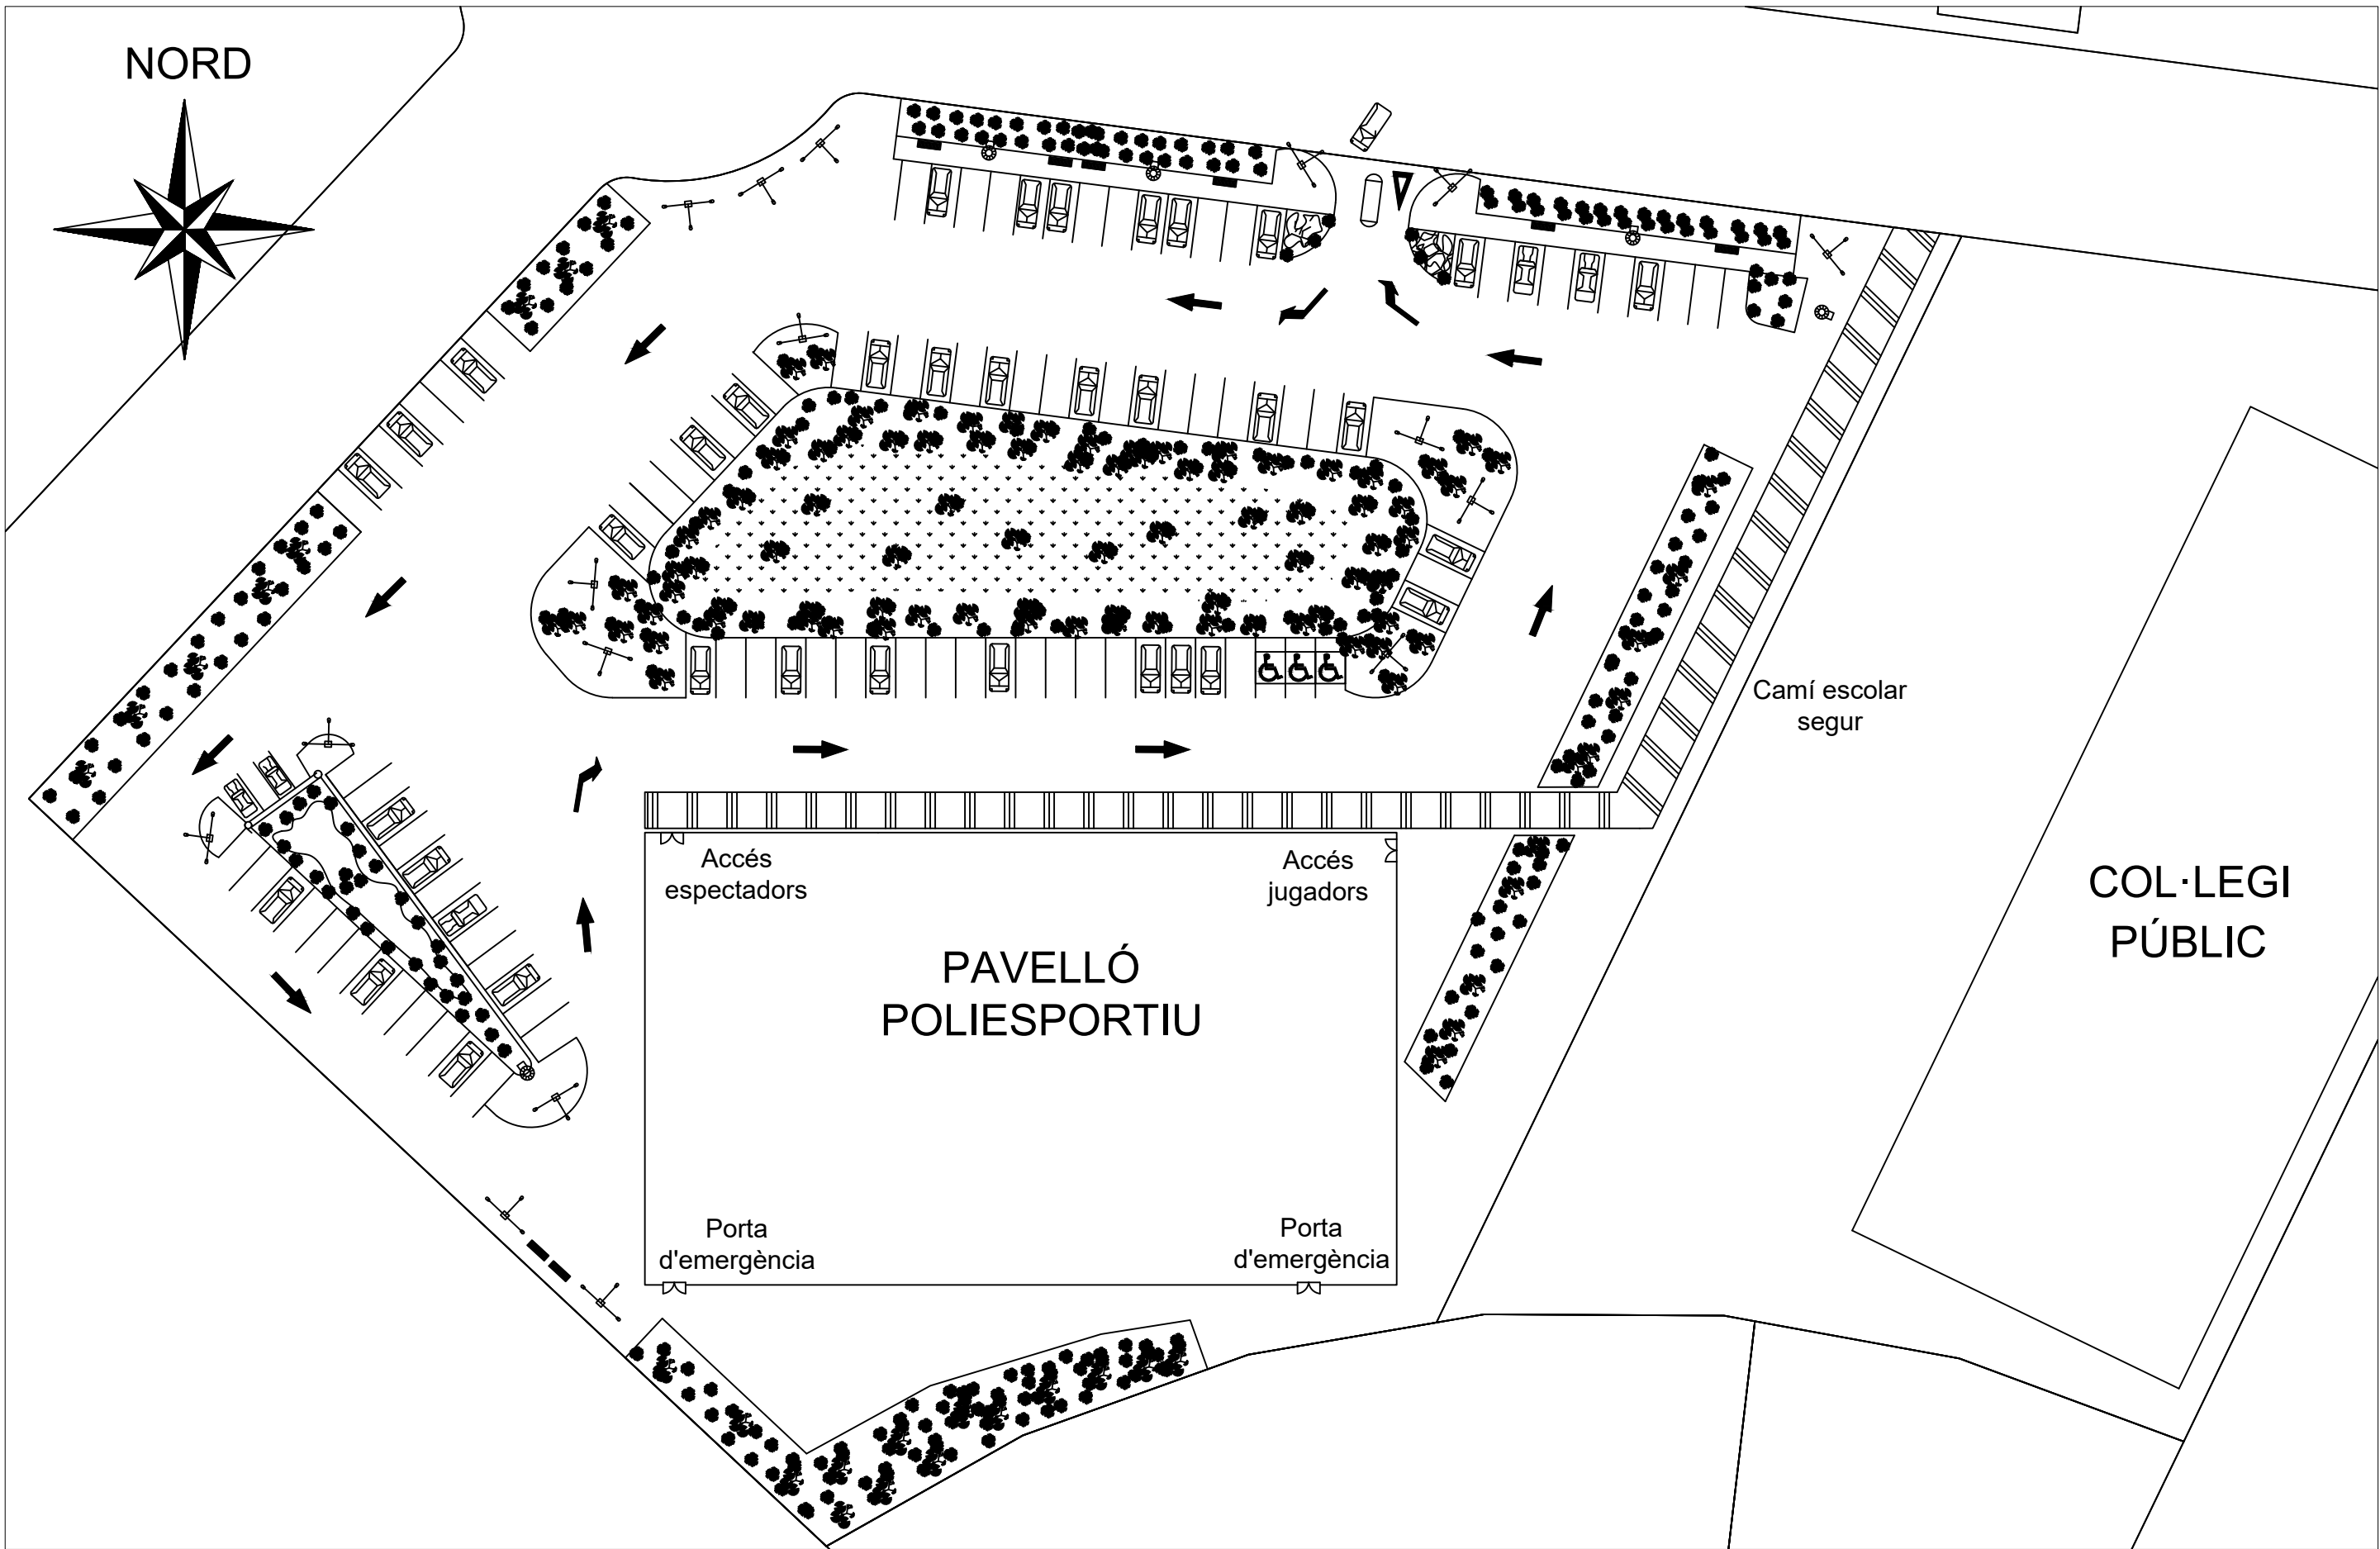 NORD
Camí escolar
segur
Accés
espectadors
Accés
jugadors
COL·LEGI
PÚBLIC
PAVELLÓ
POLIESPORTIU
Porta
d'emergència
Porta
d'emergència